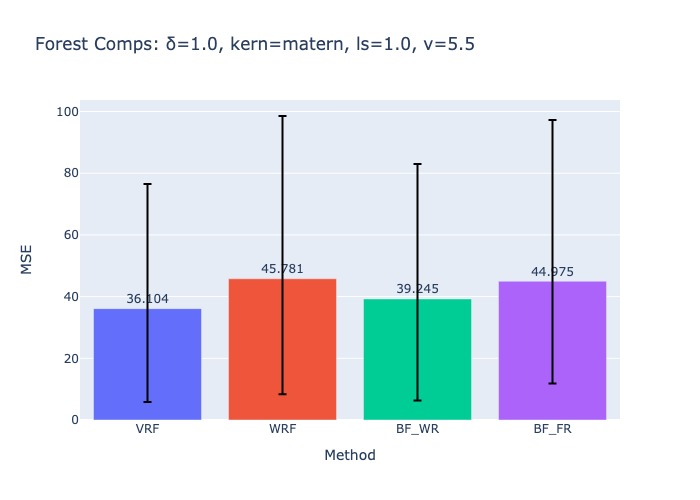 Forest Comps: δ=1.0, kern=matern, ls=1.0, v=5.5
100
80
60
40
20
0
MSE
36.104
45.781
39.245
44.975
VRF
WRF
BF_WR
BF_FR
Method